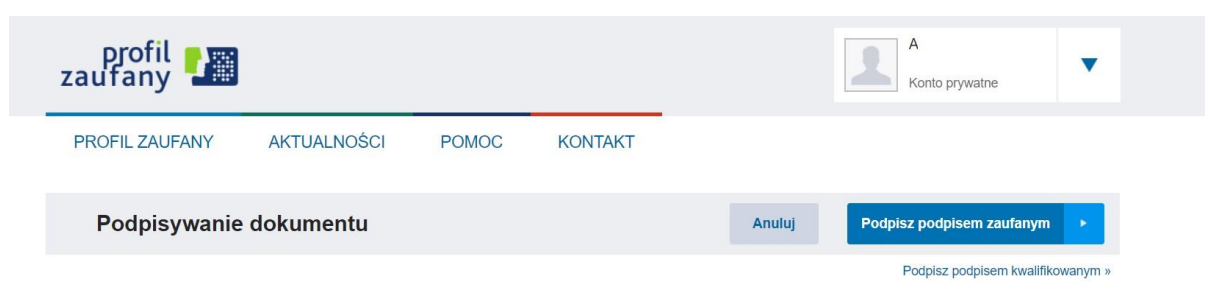 profil
zaufany
A
Konto prywatne
PROFIL ZAUFANY AKTUALNOŚCI POMOC KONTAKT
Podpisywanie dokumentu Anuluj Podpisz podpisem zaufanym
Podpisz podpisem kwalifikowanym »